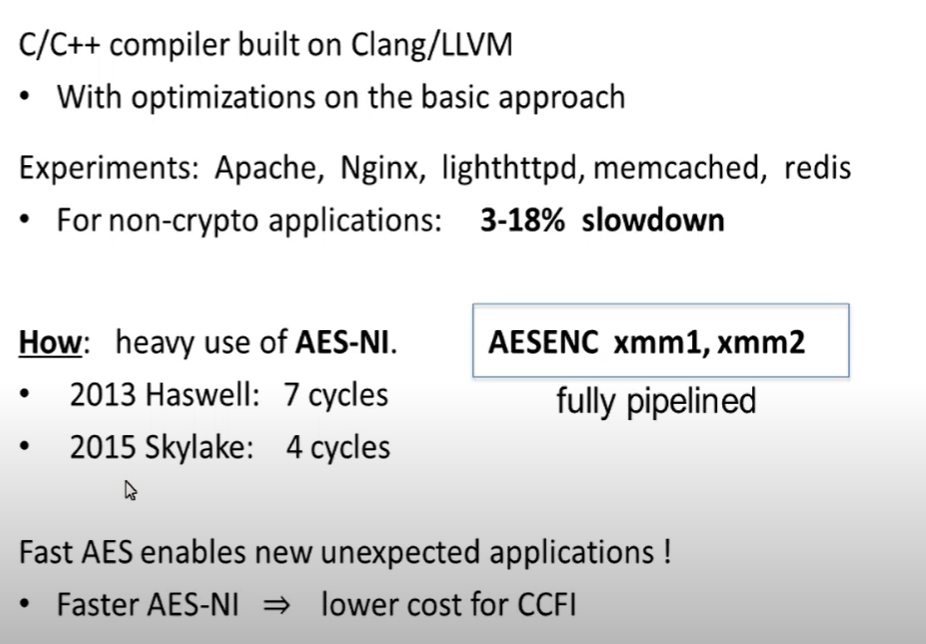 C/C++ compiler built on Clang/LLVM
• With optimizations on the basic approach
Experiments: Apache, Nginx, lighthttpd, memcached, redis
• For non-crypto applications: 3-18% slowdown
How: heavy use of AES-NI.
• 2013 Haswell: 7 cycles
• 2015 Skylake: 4 cycles
AESENC xmm1, xmm2
fully pipelined
Fast AES enables new unexpected applications !
• Faster AES-NI ⇒ lower cost for CCFI